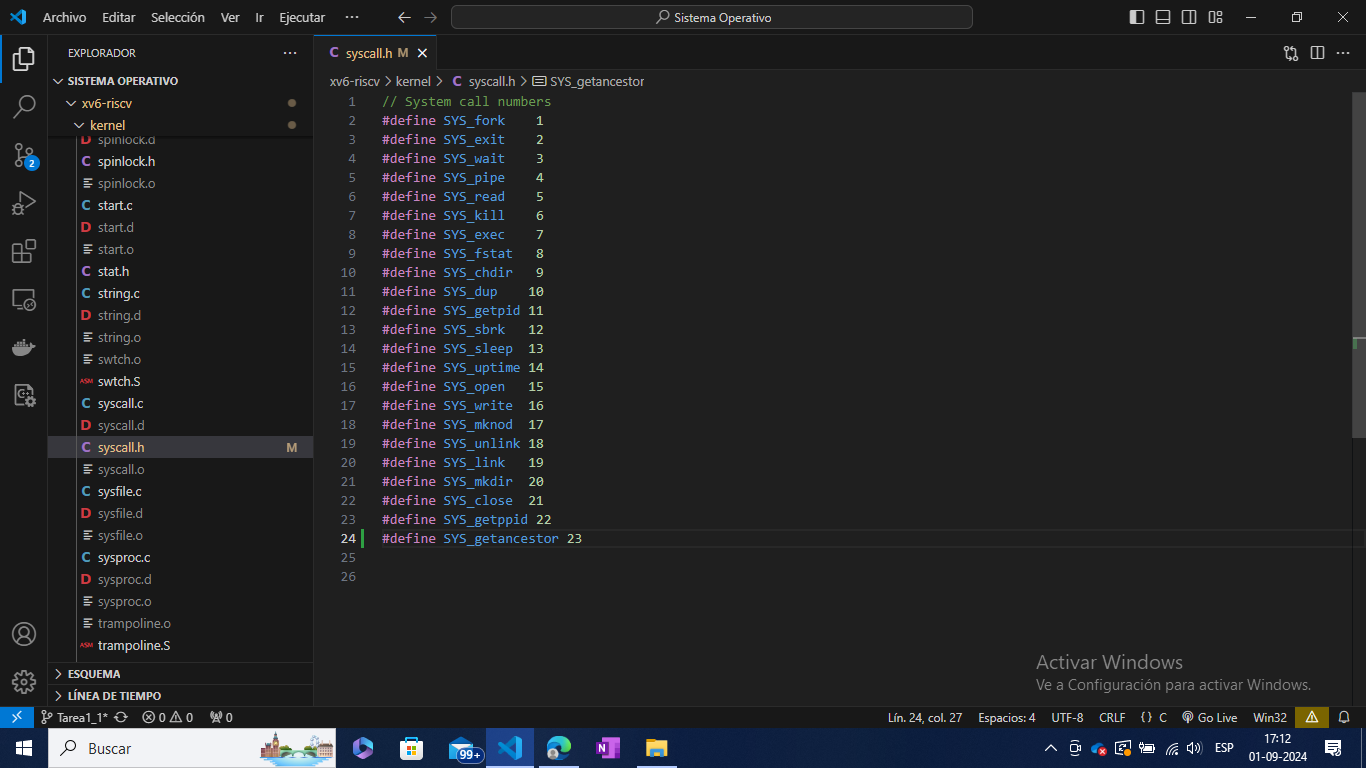 Archivo Editar Selección Ver Ir Ejecutar ···
Sistema Operativo
EXPLORADOR
SISTEMA OPERATIVO
xv6-riscv
kernel
spinlock.d
C spinlock.h
spinlock.o
C start.c
D start.d
start.o
C stat.h
C string.c
D string.d
string.o
swtch.o
ASM swtch.S
C syscall.c
D syscall.d
C syscall.h M
syscall.o
C sysfile.c
D sysfile.d
sysfile.o
C sysproc.c
D sysproc.d
sysproc.o
trampoline.o
ASM trampoline.S
ESQUEMA
LÍNEA DE TIEMPO
2
C syscall.h M
xv6-riscv > kernel > C syscall.h > SYS_getancestor
1 // System call numbers
2 #define SYS_fork    1
3 #define SYS_exit    2
4 #define SYS_wait    3
5 #define SYS_pipe    4
6 #define SYS_read    5
7 #define SYS_kill    6
8 #define SYS_exec    7
9 #define SYS_fstat   8
10 #define SYS_chdir   9
11 #define SYS_dup    10
12 #define SYS_getpid 11
13 #define SYS_sbrk   12
14 #define SYS_sleep  13
15 #define SYS_uptime 14
16 #define SYS_open   15
17 #define SYS_write  16
18 #define SYS_mknod  17
19 #define SYS_unlink 18
20 #define SYS_link   19
21 #define SYS_mkdir  20
22 #define SYS_close  21
23 #define SYS_getppid 22
24 #define SYS_getancestor 23
25
26
Activar Windows
Ve a Configuración para activar Windows.
Tarea1_1* 0 0 0
Lín. 24, col. 27 Espacios: 4 UTF-8 CRLF {} C Go Live Win32
Buscar
99+
N
ESP
17:12
01-09-2024